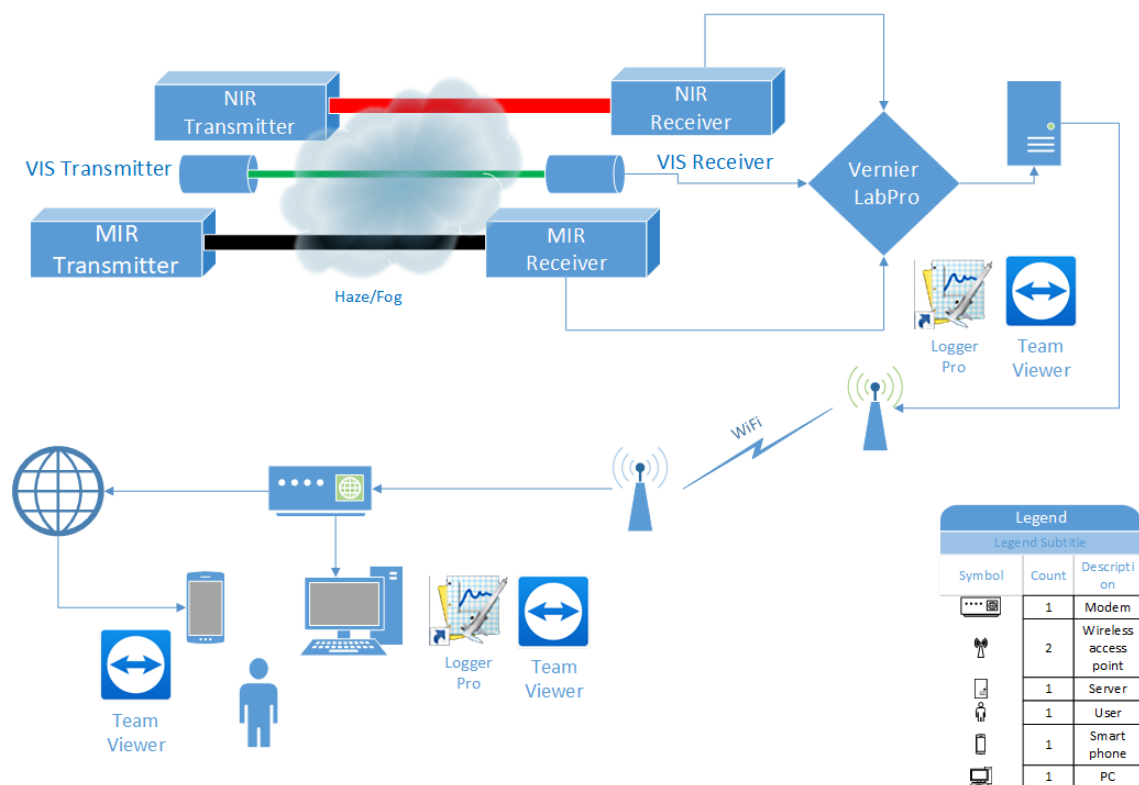 NIR
Transmitter
NIR
Receiver
VIS Transmitter
VIS Receiver
Vernier
LabPro
MIR
Transmitter
MIR
Receiver
Haze/Fog
Logger
Pro
Team
Viewer
WiFi
Logger
Pro
Team
Viewer
Team
Viewer
Legend
Legend Subtitle
Symbol Count Descripti
on
1 Modem
2 Wireless
access
point
1 Server
1 User
1 Smart
phone
1 PC